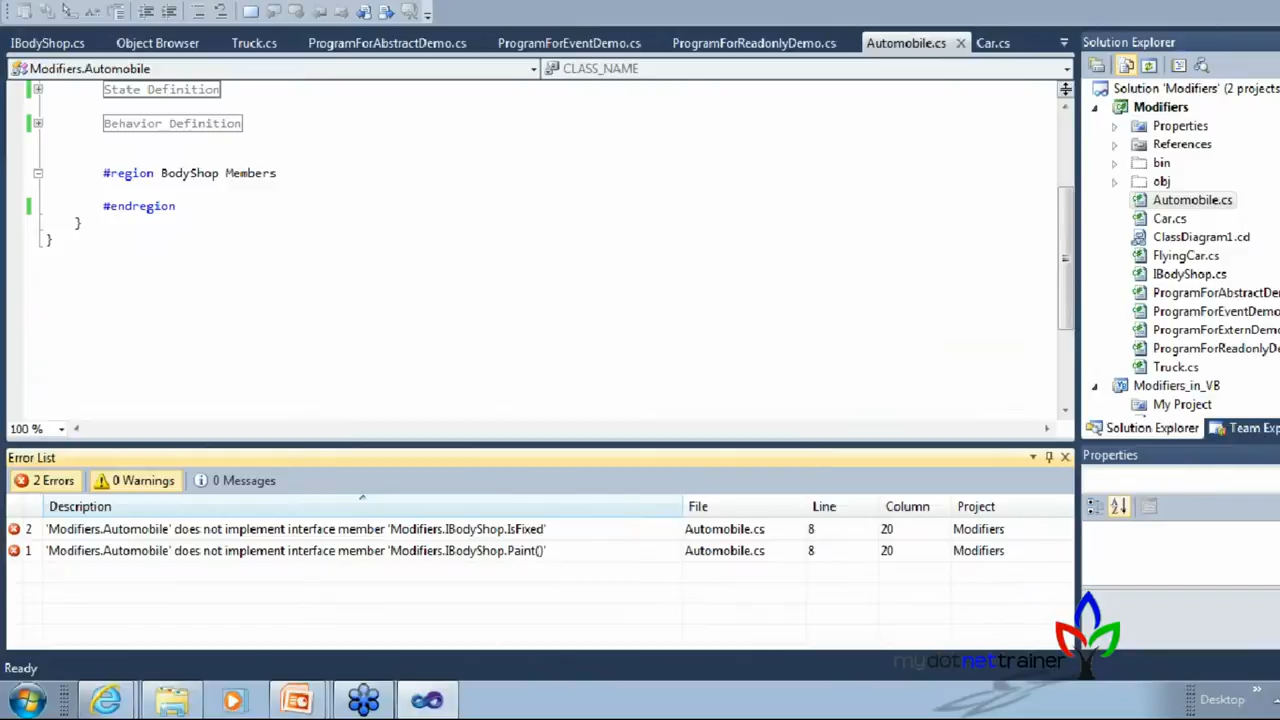 IBodyShop.cs Object Browser Truck.cs ProgramForAbstractDemo.cs ProgramForEventDemo.cs ProgramForReadonlyDemo.cs Automobile.cs Car.cs
Modifiers.Automobile CLASS_NAME
State Definition
Behavior Definition
#region BodyShop Members
#endregion
}
}
100 %
Solution Explorer
Solution 'Modifiers' (2 projects
Modifiers
Properties
References
bin
obj
Automobile.cs
Car.cs
ClassDiagram1.cd
FlyingCar.cs
IBodyShop.cs
ProgramForAbstractDe
ProgramForEventDemo
ProgramForExternDemo
ProgramForReadonlyDe
Truck.cs
Modifiers_in_VB
My Project
Solution Explorer Team Exp
Properties
Error List
2 Errors 0 Warnings 0 Messages
Description File Line Column Project
2 'Modifiers.Automobile' does not implement interface member 'Modifiers.IBodyShop.IsFixed' Automobile.cs 8 20 Modifiers
1 'Modifiers.Automobile' does not implement interface member 'Modifiers.IBodyShop.Paint()' Automobile.cs 8 20 Modifiers
mydotnettrainer
Ready
Desktop